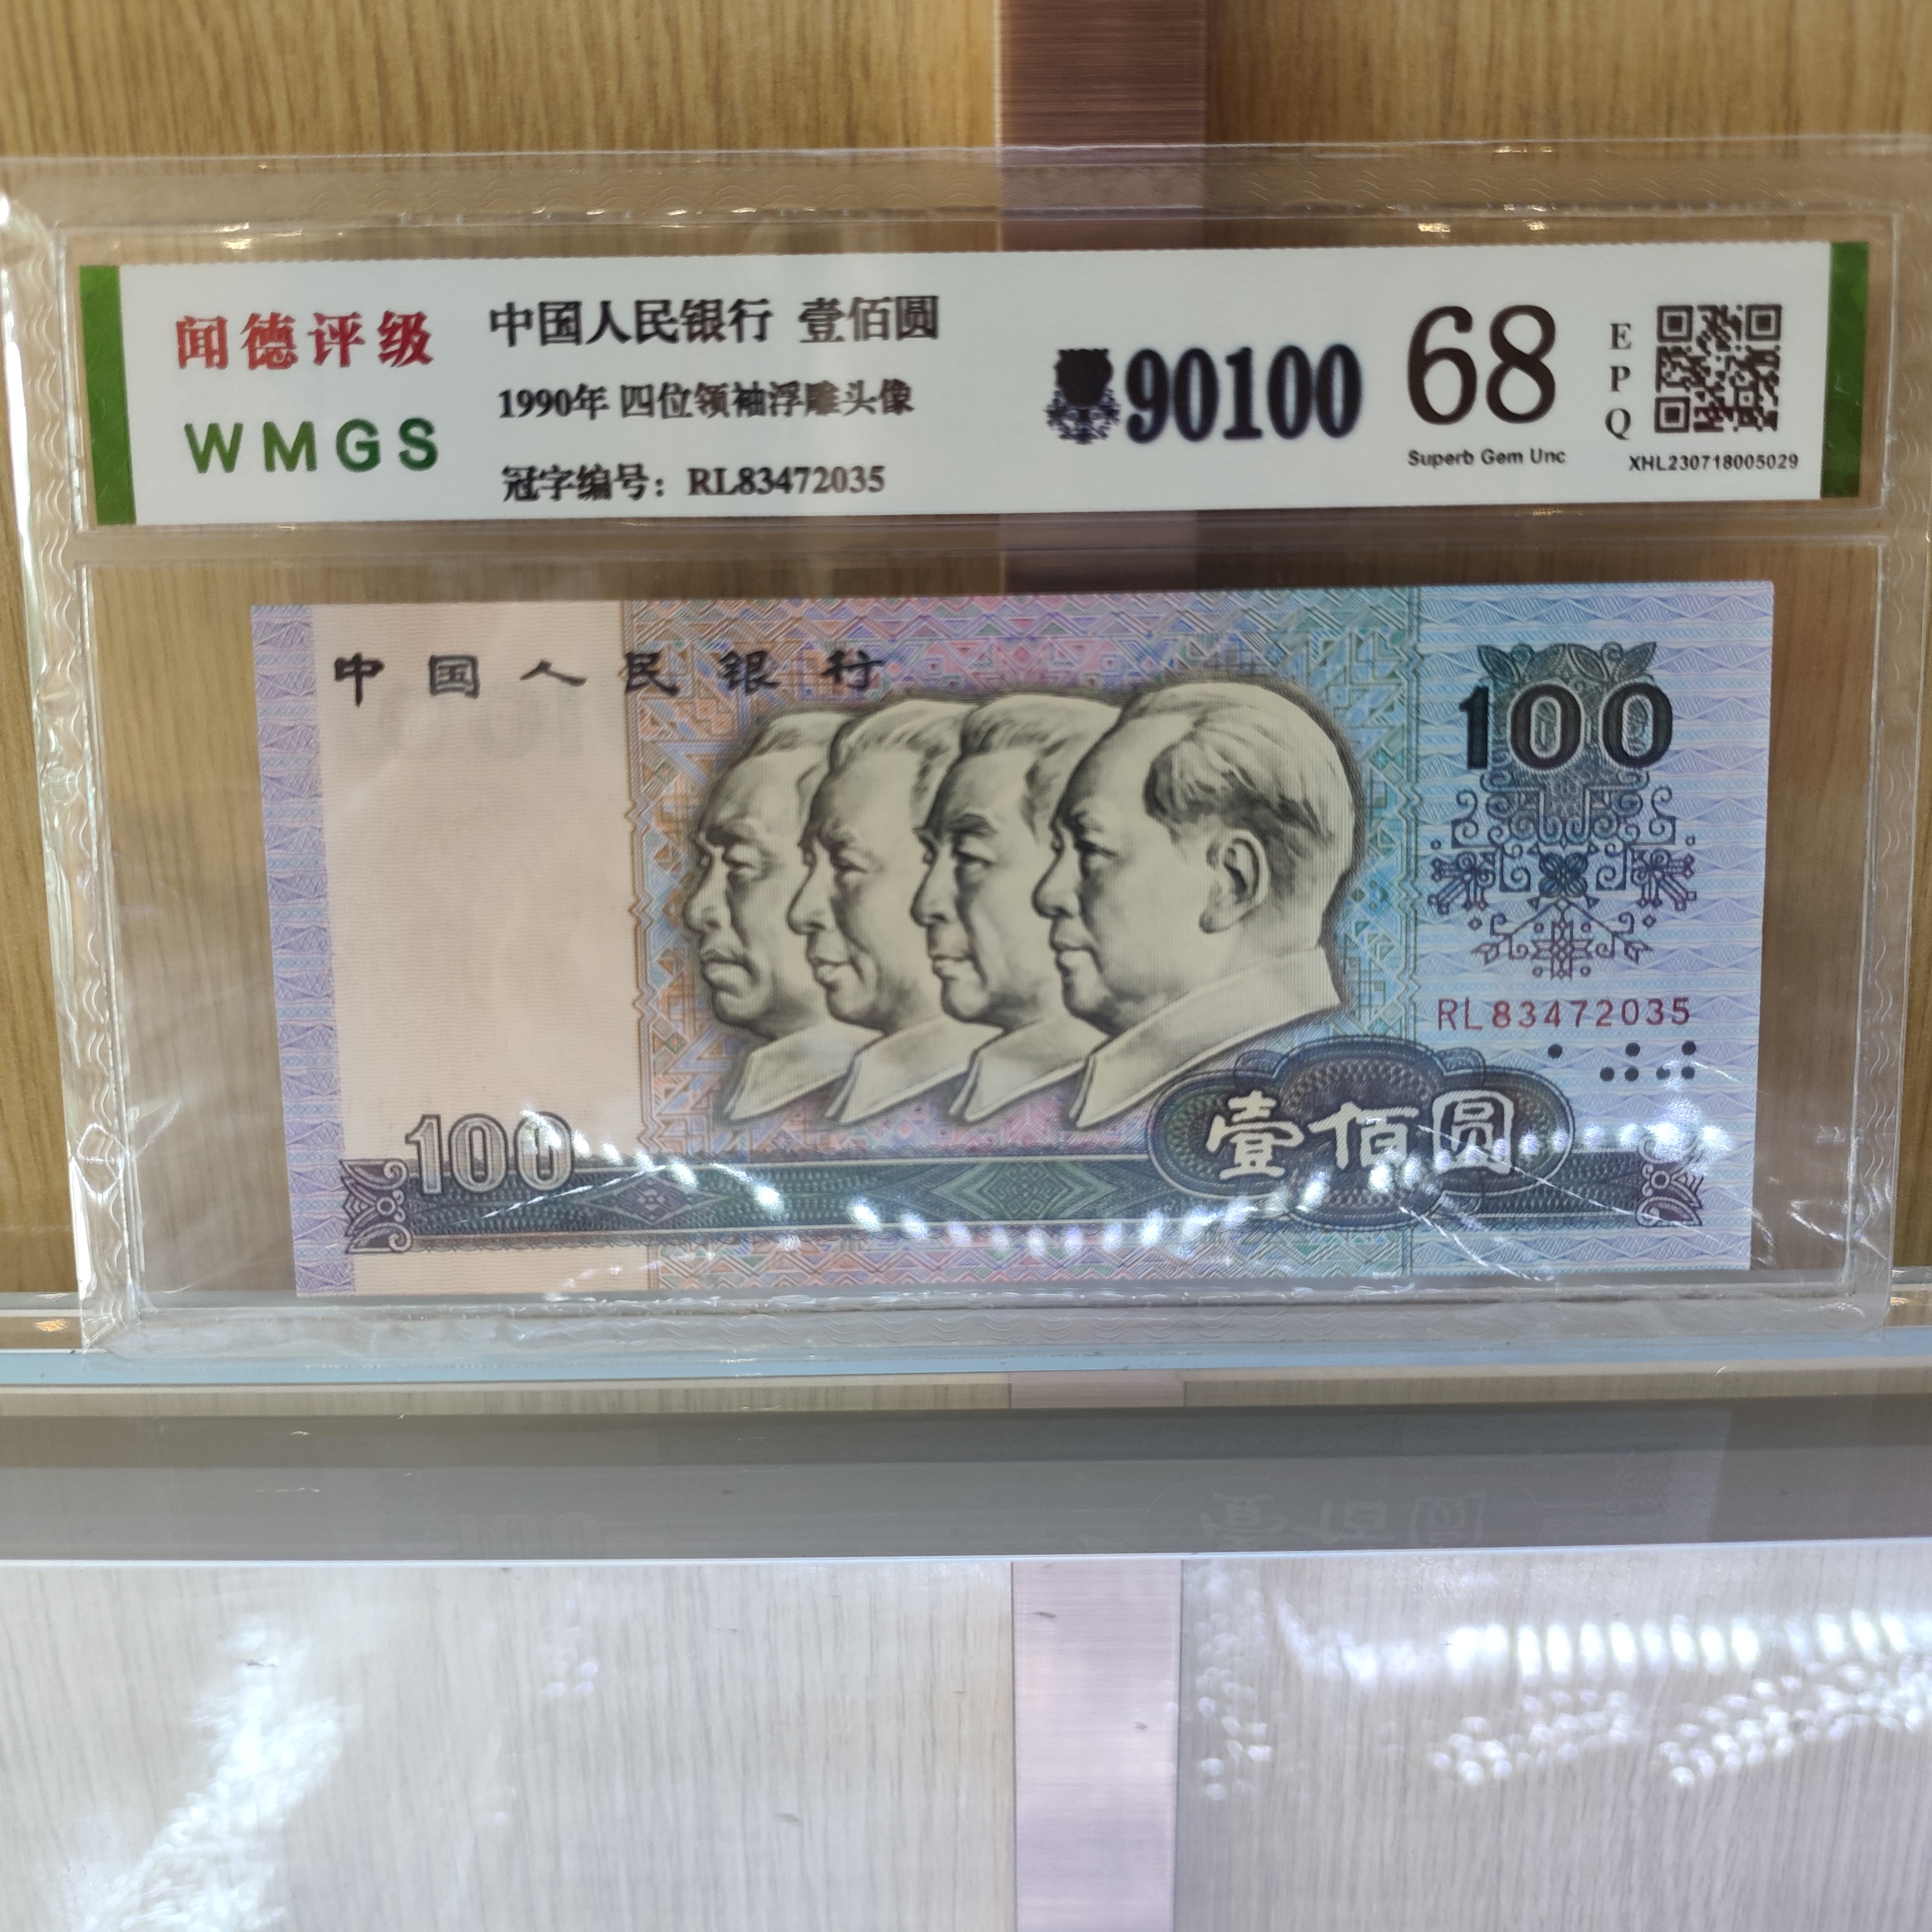 闻德评级
WMGS
中国人民银行 壹佰圆
1990年 四位领袖浮雕头像
冠字编号：RL83472035
90100
68
Superb Gem Unc
EPQ
XHL230718005029
中国人民银行
100
RL83472035
100
壹佰圆